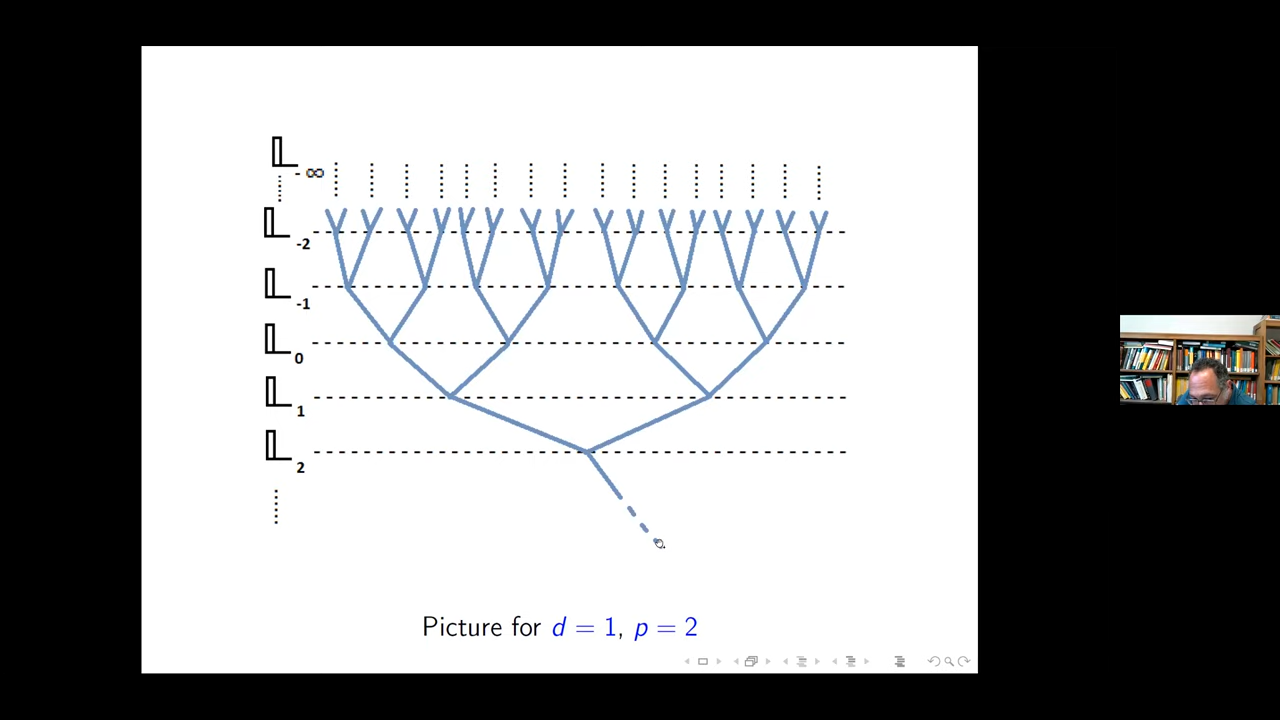 𝕃-∞
𝕃-2
𝕃-1
𝕃0
𝕃1
𝕃2
Picture for d = 1, p = 2